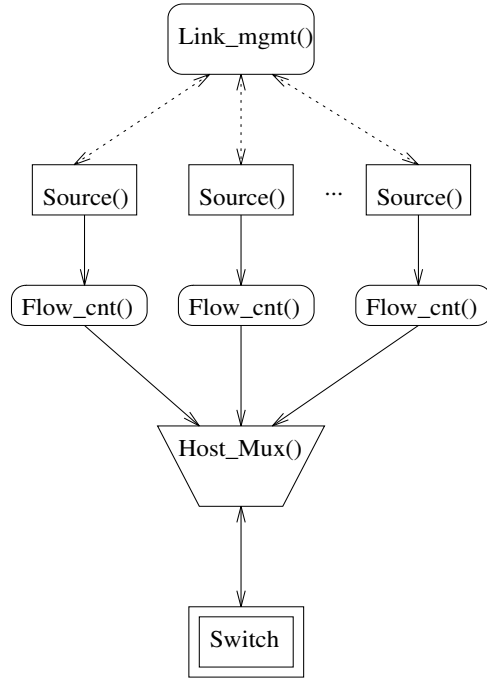 Link_mgmt()
Source() Source() ... Source()
Flow_cnt() Flow_cnt() Flow_cnt()
Host_Mux()
Switch